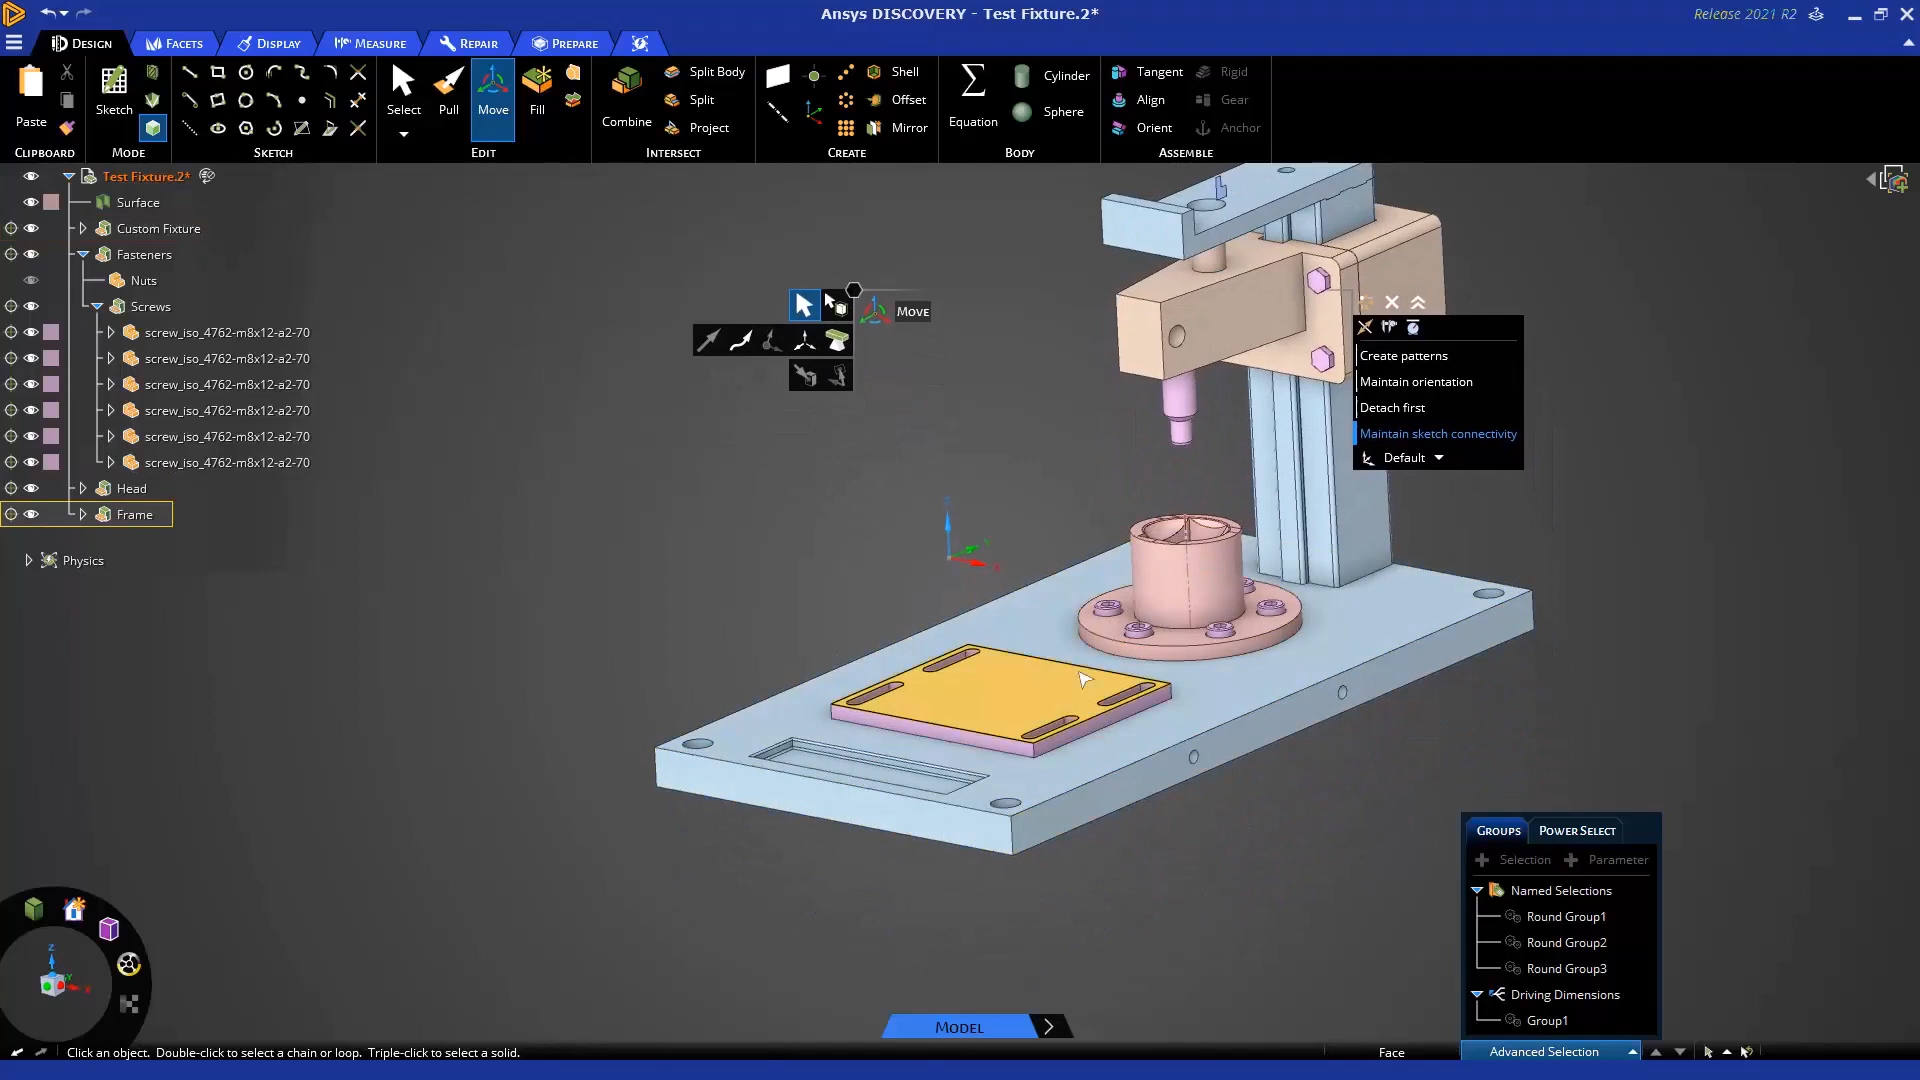 Ansys DISCOVERY - Test Fixture.2*
Release 2021 R2
DESIGN
FACETS
DISPLAY
MEASURE
REPAIR
PREPARE
Paste
CLIPBOARD
Sketch
MODE
SKETCH
Select
Pull
Move
Fill
EDIT
Combine
Split Body
Split
Project
INTERSECT
Shell
Offset
Mirror
CREATE
Equation
Cylinder
Sphere
BODY
Tangent
Align
Orient
Rigid
Gear
Anchor
ASSEMBLE
Test Fixture.2*
Surface
Custom Fixture
Fasteners
Nuts
Screws
screw_iso_4762-m8x12-a2-70
screw_iso_4762-m8x12-a2-70
screw_iso_4762-m8x12-a2-70
screw_iso_4762-m8x12-a2-70
screw_iso_4762-m8x12-a2-70
screw_iso_4762-m8x12-a2-70
Head
Frame
Physics
MOVE
Create patterns
Maintain orientation
Detach first
Maintain sketch connectivity
Default
GROUPS
POWER SELECT
Selection
Parameter
Named Selections
Round Group1
Round Group2
Round Group3
Driving Dimensions
Group1
Z
MODEL
Click an object. Double-click to select a chain or loop. Triple-click to select a solid.
Face
Advanced Selection